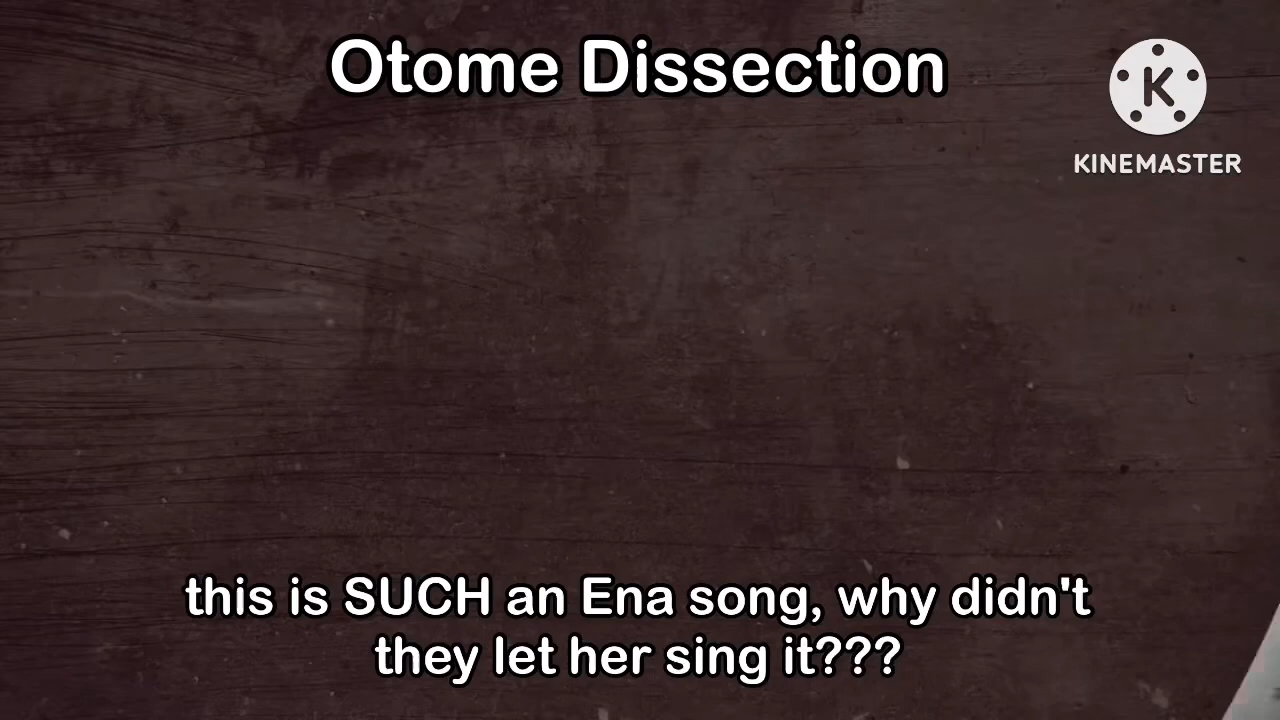 Otome Dissection
KINEMASTER
this is SUCH an Ena song, why didn't
they let her sing it???